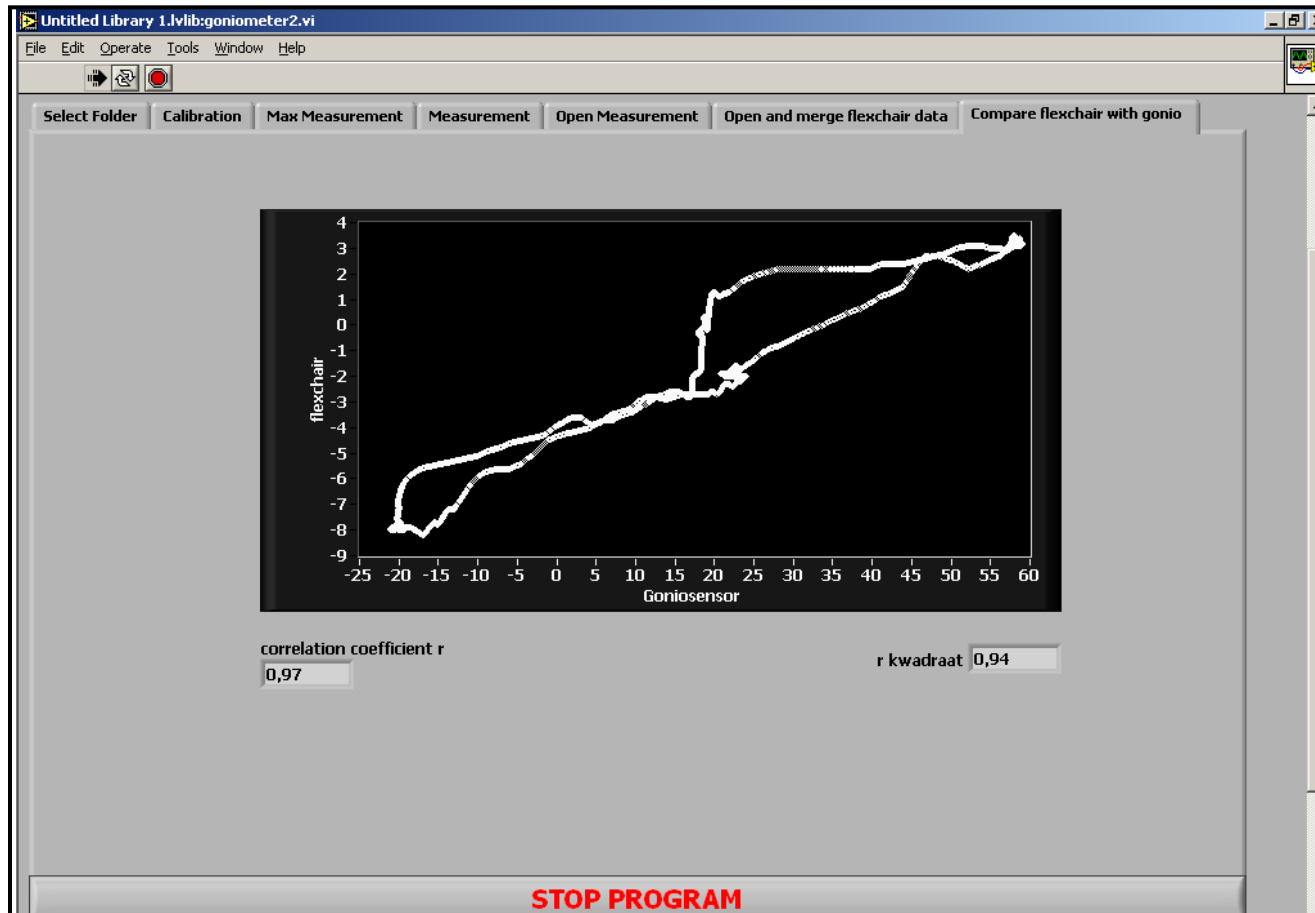 Untitled Library 1.lvlib:goniometer2.vi
File Edit Operate Tools Window Help
Select Folder Calibration Max Measurement Measurement Open Measurement Open and merge flexchair data Compare flexchair with gonio
4
3
2
1
0
-1
-2
-3
-4
-5
-6
-7
-8
-9
flexchair
-25 -20 -15 -10 -5 0 5 10 15 20 25 30 35 40 45 50 55 60
Goniosensor
correlation coefficient r
0,97
r kwadraat 0,94
STOP PROGRAM